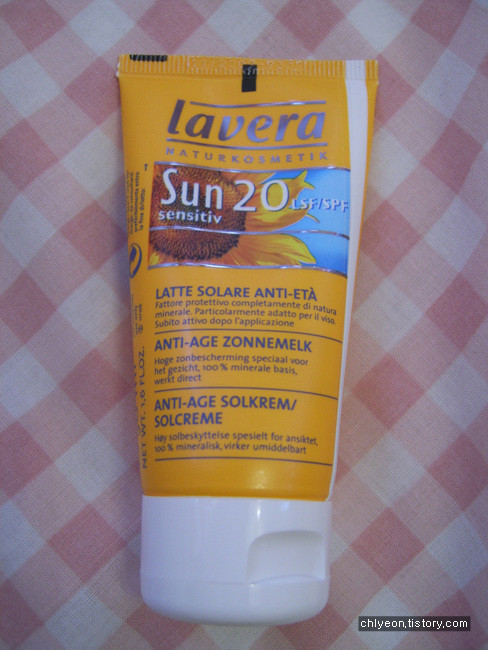 lavera
NATURKOSMETIK
Sun 20 LSF/SPF
sensitiv
LATTE SOLARE ANTI-ETÀ
Fattore protettivo completamente di natura
minerale. Particolarmente adatto per il viso.
Subito attivo dopo l'applicazione
ANTI-AGE ZONNEMELK
Hoge zonbescherming speciaal voor
het gezicht, 100 % minerale basis,
werkt direct
ANTI-AGE SOLKREM/
SOLCREME
Høy solbeskyttelse spesielt for ansiktet,
100 % mineralisk, virker umiddelbart
NET WT. 1,6 FL.OZ.
chlyeon.tistory.com